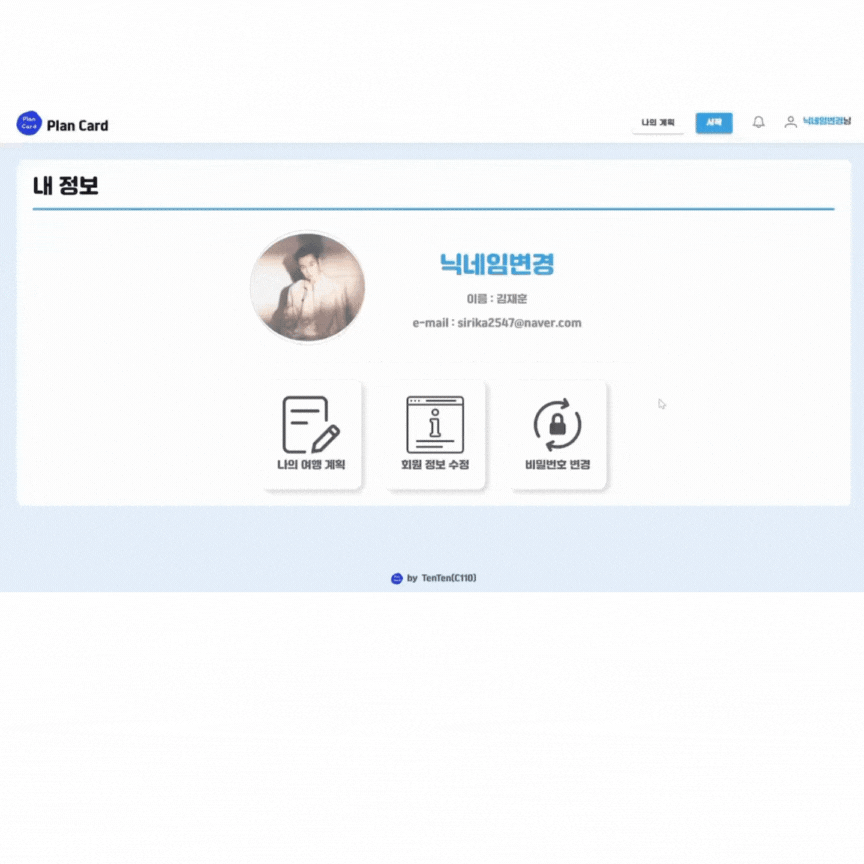 Plan
Card
Plan Card
나의 계획
시작
닉네임변경님
내 정보
닉네임변경
이름 : 김재훈
e-mail : sirika2547@naver.com
나의 여행 계획
회원 정보 수정
비밀번호 변경
by TenTen(C110)